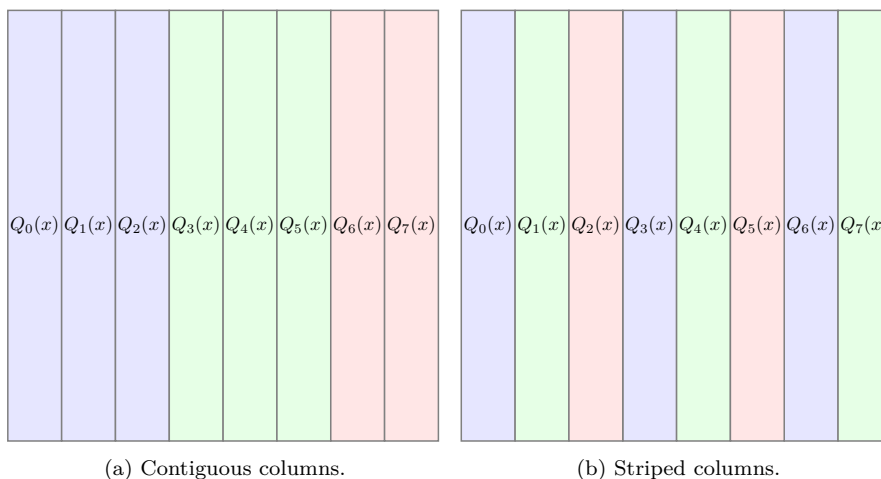 Q₀(x) Q₁(x) Q₂(x) Q₃(x) Q₄(x) Q₅(x) Q₆(x) Q₇(x)
Q₀(x) Q₁(x) Q₂(x) Q₃(x) Q₄(x) Q₅(x) Q₆(x) Q₇(x
(a) Contiguous columns.
(b) Striped columns.